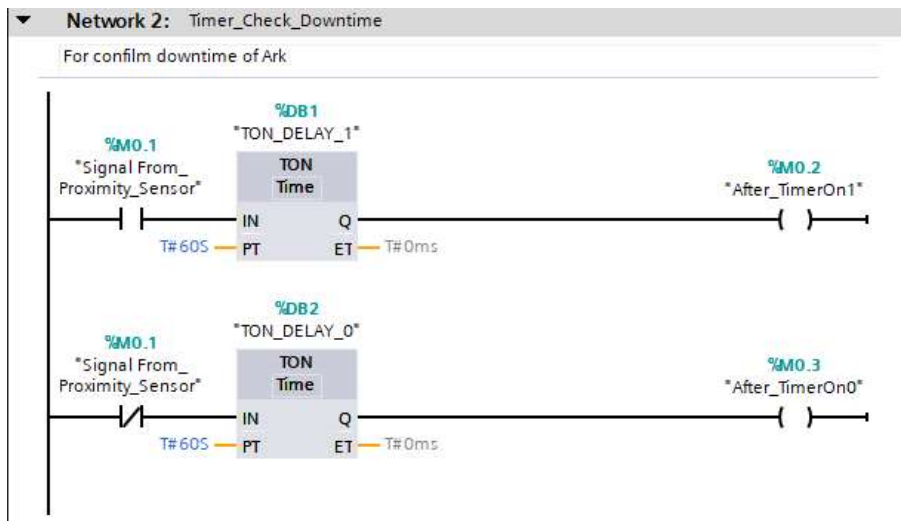 Network 2: Timer_Check_Downtime
For confilm downtime of Ark
%DB1
"TON_DELAY_1"
%M0.1
"Signal From_
Proximity_Sensor"
TON
Time
%M0.2
"After_TimerOn1"
IN Q
T#60S PT ET T#0ms
%DB2
"TON_DELAY_0"
%M0.1
"Signal From_
Proximity_Sensor"
TON
Time
%M0.3
"After_TimerOn0"
IN Q
T#60S PT ET T#0ms